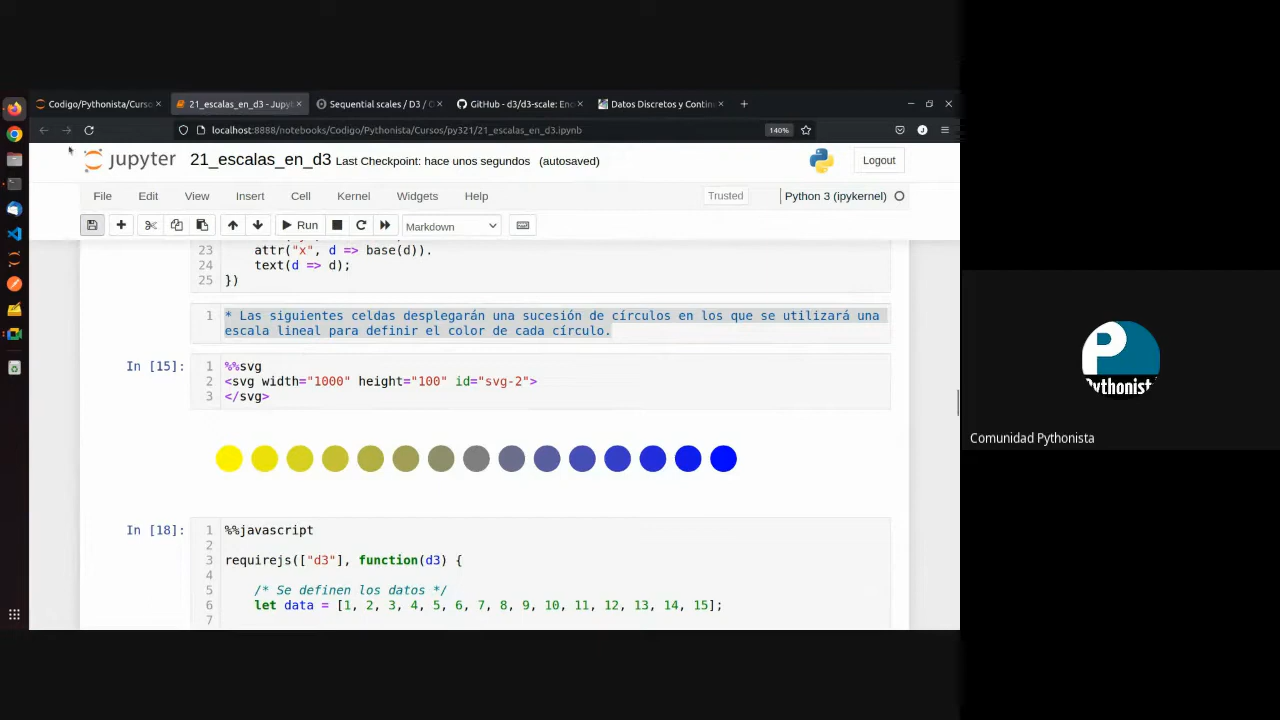 Codigo/Pythonista/Curso
21_escalas_en_d3 - Jupyt
Sequential scales / D3 / O
GitHub - d3/d3-scale: Enc
Datos Discretos y Contin
localhost:8888/notebooks/Codigo/Pythonista/Cursos/py321/21_escalas_en_d3.ipynb
140%
jupyter
21_escalas_en_d3 Last Checkpoint: hace unos segundos (autosaved)
Logout
File Edit View Insert Cell Kernel Widgets Help
Trusted
Python 3 (ipykernel)
Run
Markdown
23 attr("x", d => base(d)).
24 text(d => d);
25 })
1 * Las siguientes celdas desplegarán una sucesión de círculos en los que se utilizará una
escala lineal para definir el color de cada círculo.
In [15]:
1 %%svg
2 <svg width="1000" height="100" id="svg-2">
3 </svg>
In [18]:
1 %%javascript
2
3 requirejs(["d3"], function(d3) {
4
5 /* Se definen los datos */
6 let data = [1, 2, 3, 4, 5, 6, 7, 8, 9, 10, 11, 12, 13, 14, 15];
7
Pythonist
Comunidad Pythonista